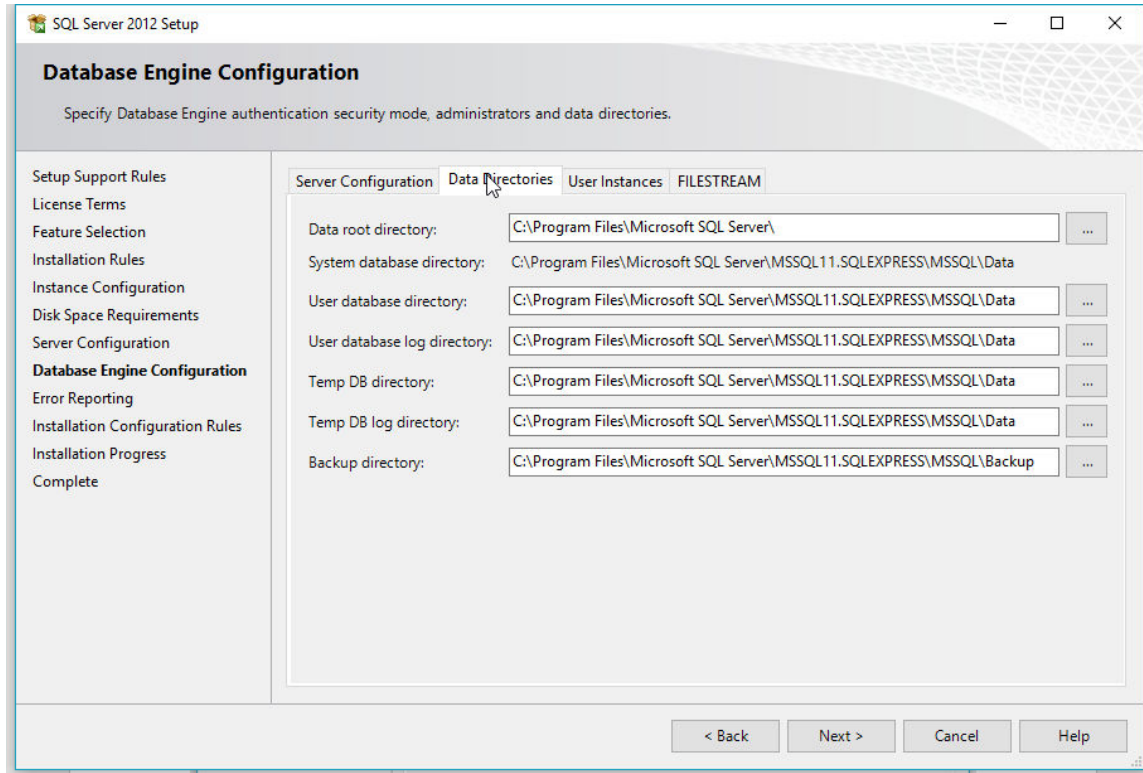 SQL Server 2012 Setup
Database Engine Configuration
Specify Database Engine authentication security mode, administrators and data directories.
Setup Support Rules
License Terms
Feature Selection
Installation Rules
Instance Configuration
Disk Space Requirements
Server Configuration
Database Engine Configuration
Error Reporting
Installation Configuration Rules
Installation Progress
Complete
Server Configuration Data Directories User Instances FILESTREAM
Data root directory: C:\Program Files\Microsoft SQL Server\ ...
System database directory: C:\Program Files\Microsoft SQL Server\MSSQL11.SQLEXPRESS\MSSQL\Data
User database directory: C:\Program Files\Microsoft SQL Server\MSSQL11.SQLEXPRESS\MSSQL\Data ...
User database log directory: C:\Program Files\Microsoft SQL Server\MSSQL11.SQLEXPRESS\MSSQL\Data ...
Temp DB directory: C:\Program Files\Microsoft SQL Server\MSSQL11.SQLEXPRESS\MSSQL\Data ...
Temp DB log directory: C:\Program Files\Microsoft SQL Server\MSSQL11.SQLEXPRESS\MSSQL\Data ...
Backup directory: C:\Program Files\Microsoft SQL Server\MSSQL11.SQLEXPRESS\MSSQL\Backup ...
< Back Next > Cancel Help